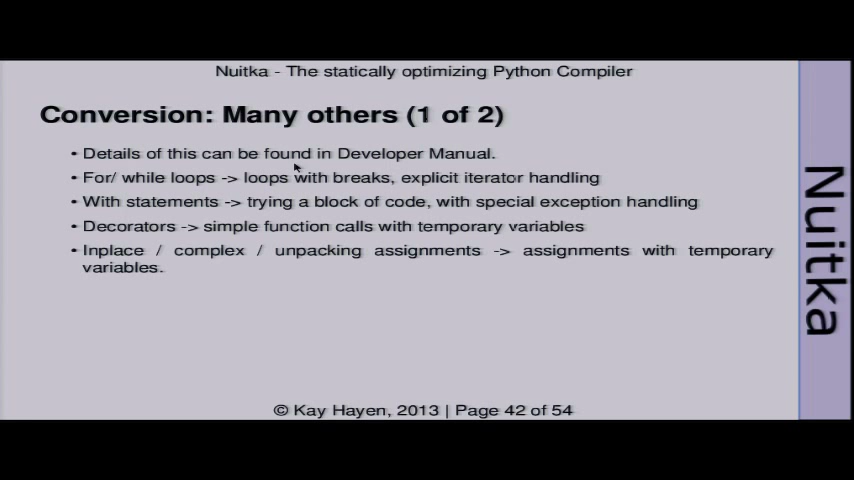 Nuitka - The statically optimizing Python Compiler
Conversion: Many others (1 of 2)
• Details of this can be found in Developer Manual.
• For/ while loops -> loops with breaks, explicit iterator handling
• With statements -> trying a block of code, with special exception handling
• Decorators -> simple function calls with temporary variables
• Inplace / complex / unpacking assignments -> assignments with temporary
variables.
© Kay Hayen, 2013 | Page 42 of 54
Nuitka